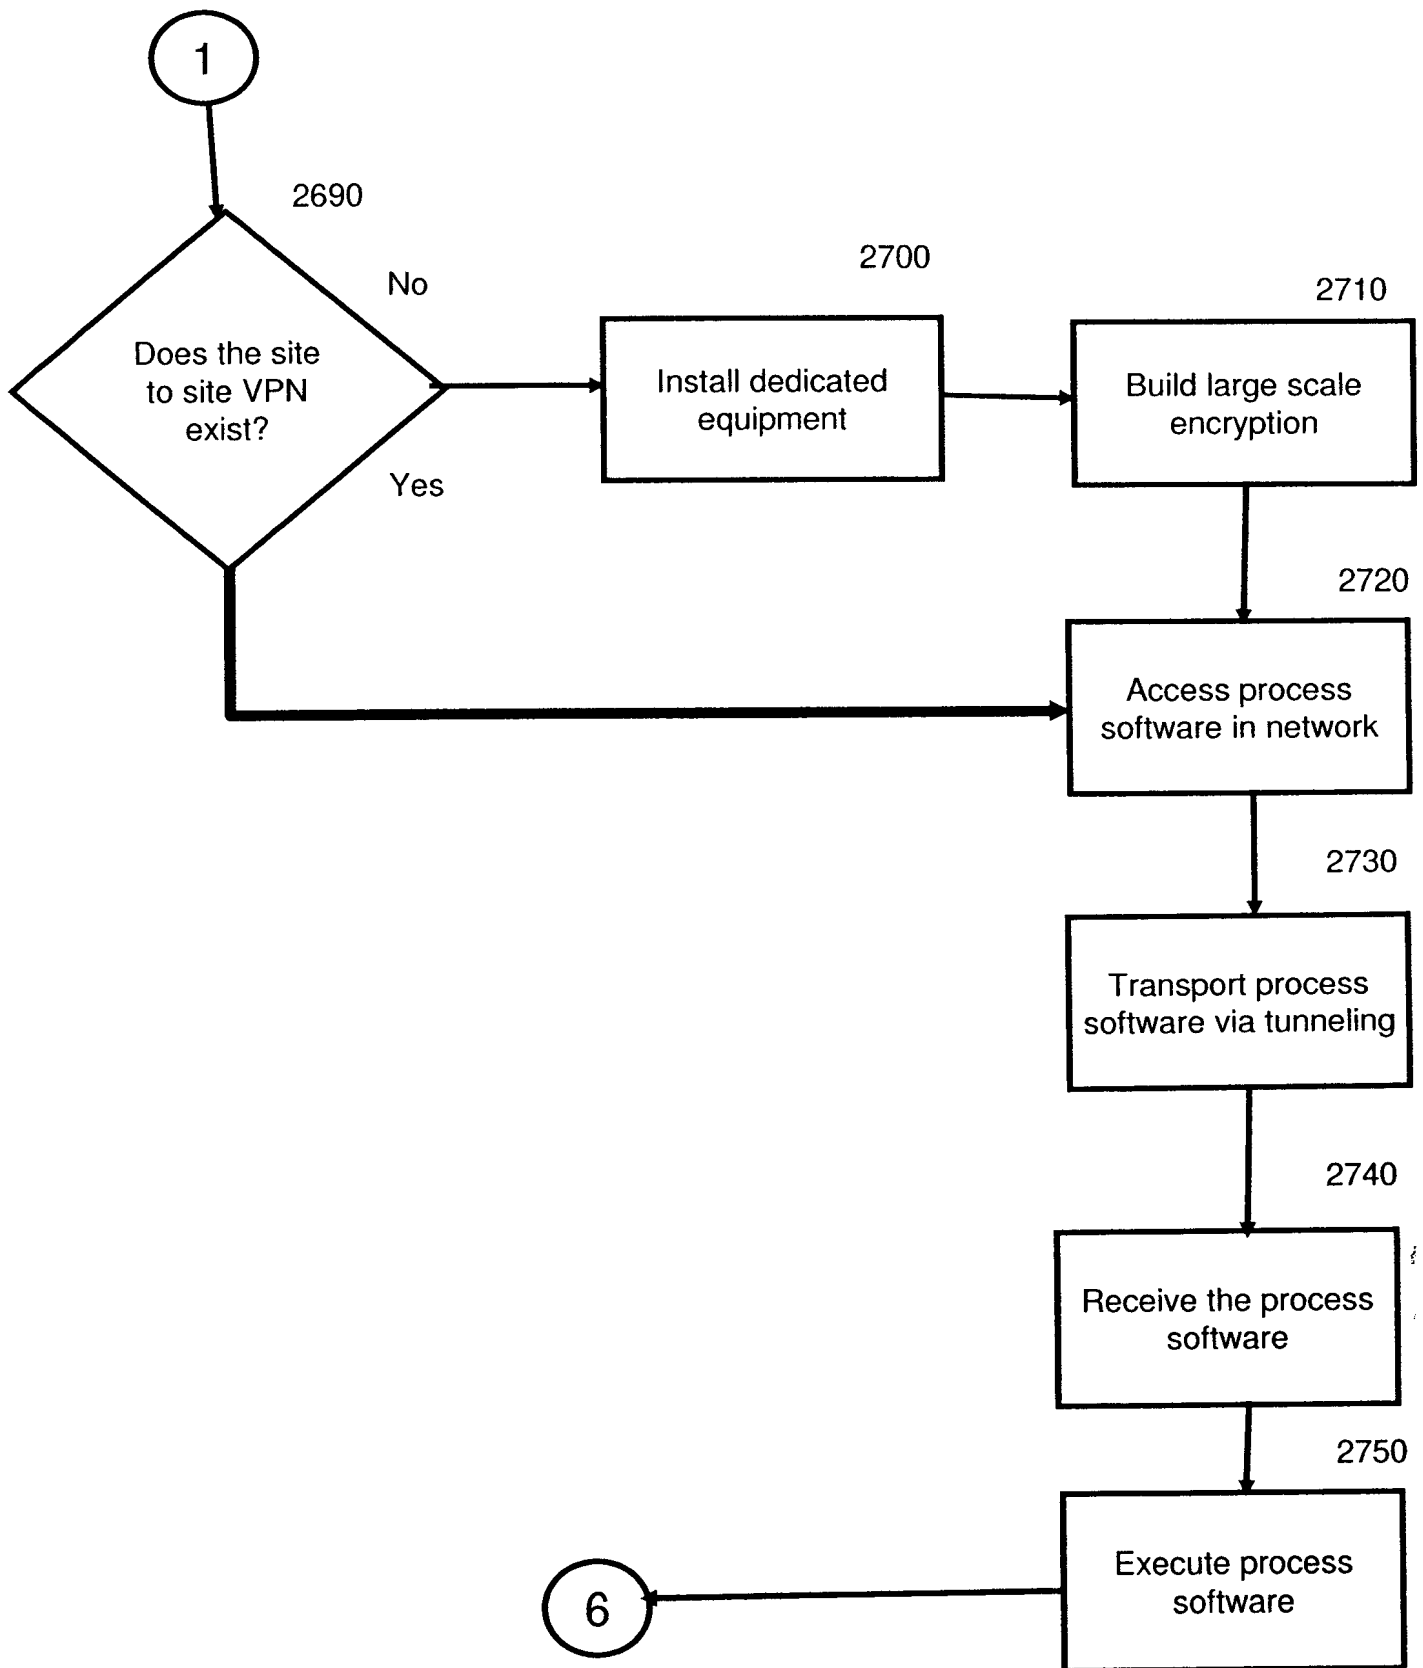 1
2690
No
Does the site
to site VPN
exist?
Yes
2700
Install dedicated
equipment
2710
Build large scale
encryption
2720
Access process
software in network
2730
Transport process
software via tunneling
2740
Receive the process
software
2750
Execute process
software
6